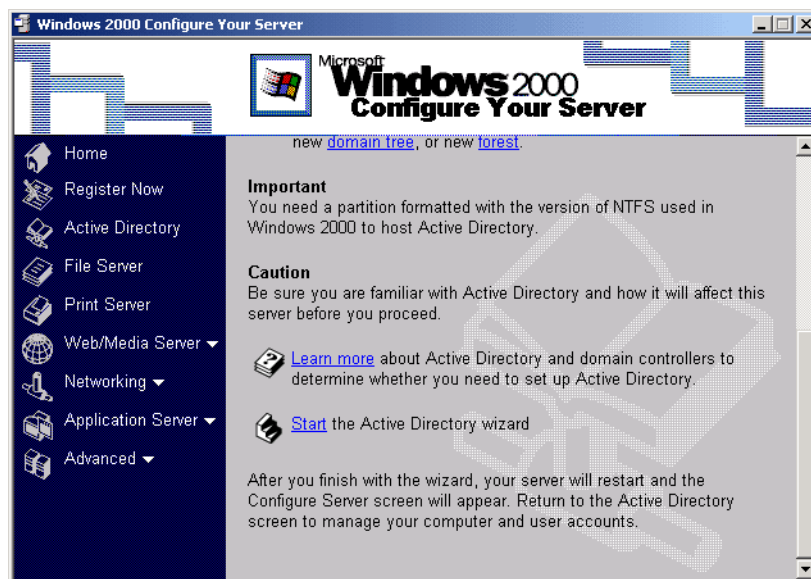 Windows 2000 Configure Your Server
Microsoft
Windows 2000
Configure Your Server
Home
Register Now
Active Directory
File Server
Print Server
Web/Media Server
Networking
Application Server
Advanced
new domain tree, or new forest.
Important
You need a partition formatted with the version of NTFS used in
Windows 2000 to host Active Directory.
Caution
Be sure you are familiar with Active Directory and how it will affect this
server before you proceed.
Learn more about Active Directory and domain controllers to
determine whether you need to set up Active Directory.
Start the Active Directory wizard
After you finish with the wizard, your server will restart and the
Configure Server screen will appear. Return to the Active Directory
screen to manage your computer and user accounts.